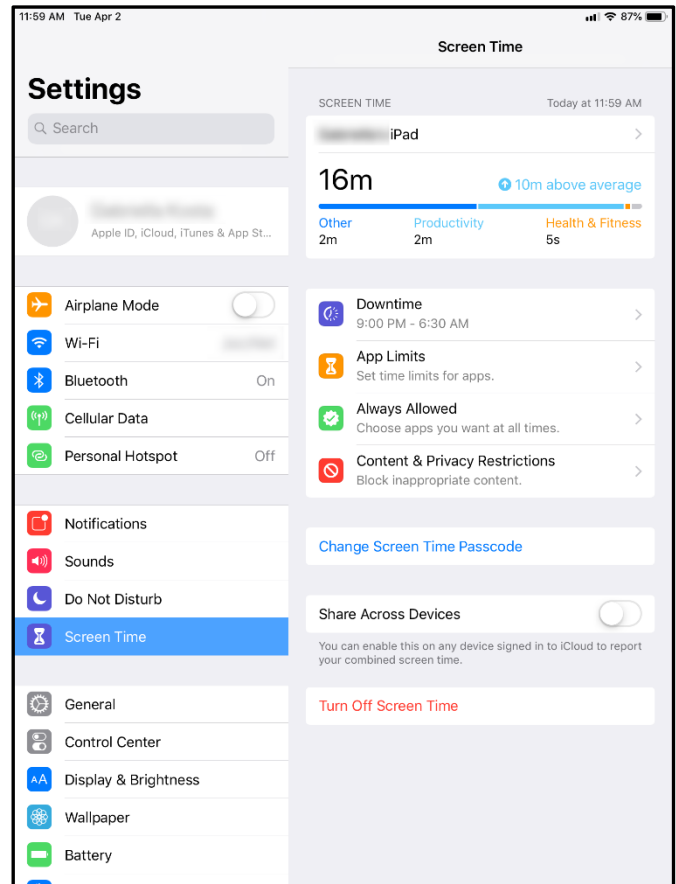 11:59 AM Tue Apr 2
87%
Settings
Search
Apple ID, iCloud, iTunes & App St...
Airplane Mode
Wi-Fi
Bluetooth On
Cellular Data
Personal Hotspot Off
Notifications
Sounds
Do Not Disturb
Screen Time
General
Control Center
AA Display & Brightness
Wallpaper
Battery
Screen Time
SCREEN TIME Today at 11:59 AM
iPad
16m 10m above average
Other Productivity Health & Fitness
2m 2m 5s
Downtime
9:00 PM - 6:30 AM
App Limits
Set time limits for apps.
Always Allowed
Choose apps you want at all times.
Content & Privacy Restrictions
Block inappropriate content.
Change Screen Time Passcode
Share Across Devices
You can enable this on any device signed in to iCloud to report
your combined screen time.
Turn Off Screen Time